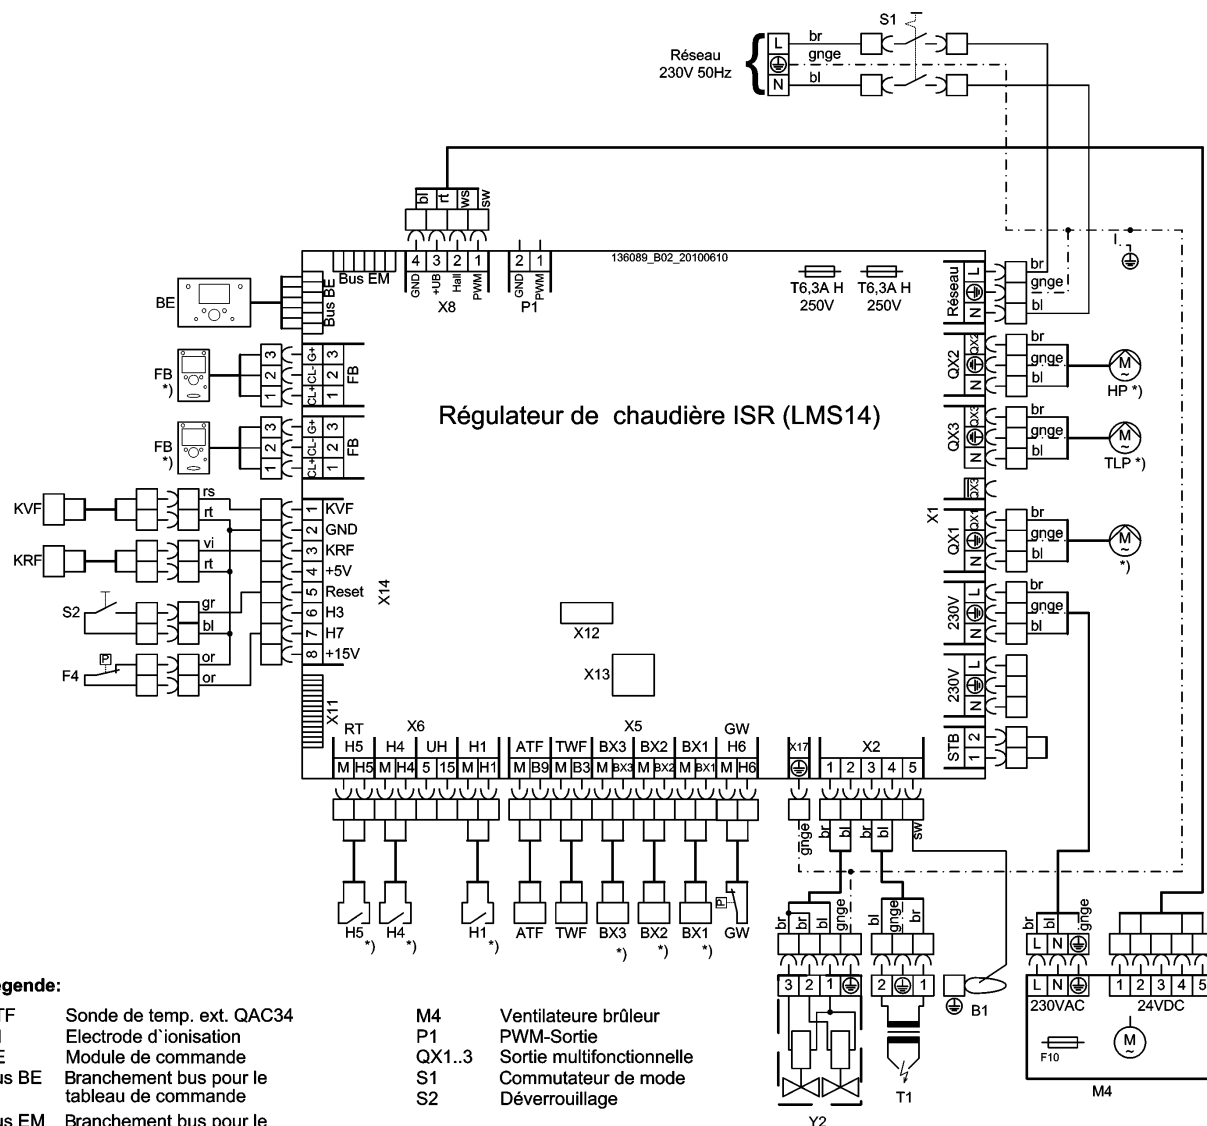 S1
Réseau
230V 50Hz
L
N
br
gnge
bl
bl
rt
ws
sw
136089_B02_20100610
Bus EM
4 3 2 1
GND +UB Hall PWM
X8
2 1
GND PWM
P1
T6,3A H
250V
T6,3A H
250V
BE
Bus BE
FB
*)
3 G+ 3
2 CL- 2
1 CL+ 1
FB
FB
*)
3 G+ 3
2 CL- 2
1 CL+ 1
FB
Régulateur de chaudière ISR (LMS14)
Réseau
L
N
br
gnge
bl
QX2
QX2
N
br
gnge
bl
M
~
HP *)
QX3
QX3
N
br
gnge
bl
M
~
TLP *)
QX3
X1
QX1
QX1
N
br
gnge
bl
M
~
*)
230V
L
N
br
gnge
bl
230V
L
N
STB
2
1
KVF
rs
rt
KRF
vi
rt
S2
gr
bl
F4
P
or
or
1 KVF
2 GND
3 KRF
4 +5V
5 Reset
6 H3
7 H7
8 +15V
X14
X12
X13
X11
RT X6 X5 GW
H5 H4 UH H1 ATF TWF BX3 BX2 BX1 H6
M H5 M H4 5 15 M H1 M B9 M B3 M BX3 M BX2 M BX1 M H6
X17
X2
1 2 3 4 5
gnge
br
bl
br
bl
sw
P
H5 *)
H4 *)
H1 *)
ATF
TWF
BX3 *)
BX2 *)
BX1 *)
GW
br
br
bl
gnge
bl
gnge
br
3 2 1
2 1
B1
T1
Y2
br
bl
gnge
L N
L N
230VAC
1 2 3 4 5
24VDC
F10
M
~
M4
egende:
TF Sonde de temp. ext. QAC34
Electrode d`ionisation
E Module de commande
us BE Branchement bus pour le
tableau de commande
us EM Branchement bus pour le
M4 Ventilateure brûleur
P1 PWM-Sortie
QX1..3 Sortie multifonctionnelle
S1 Commutateur de mode
S2 Déverrouillage